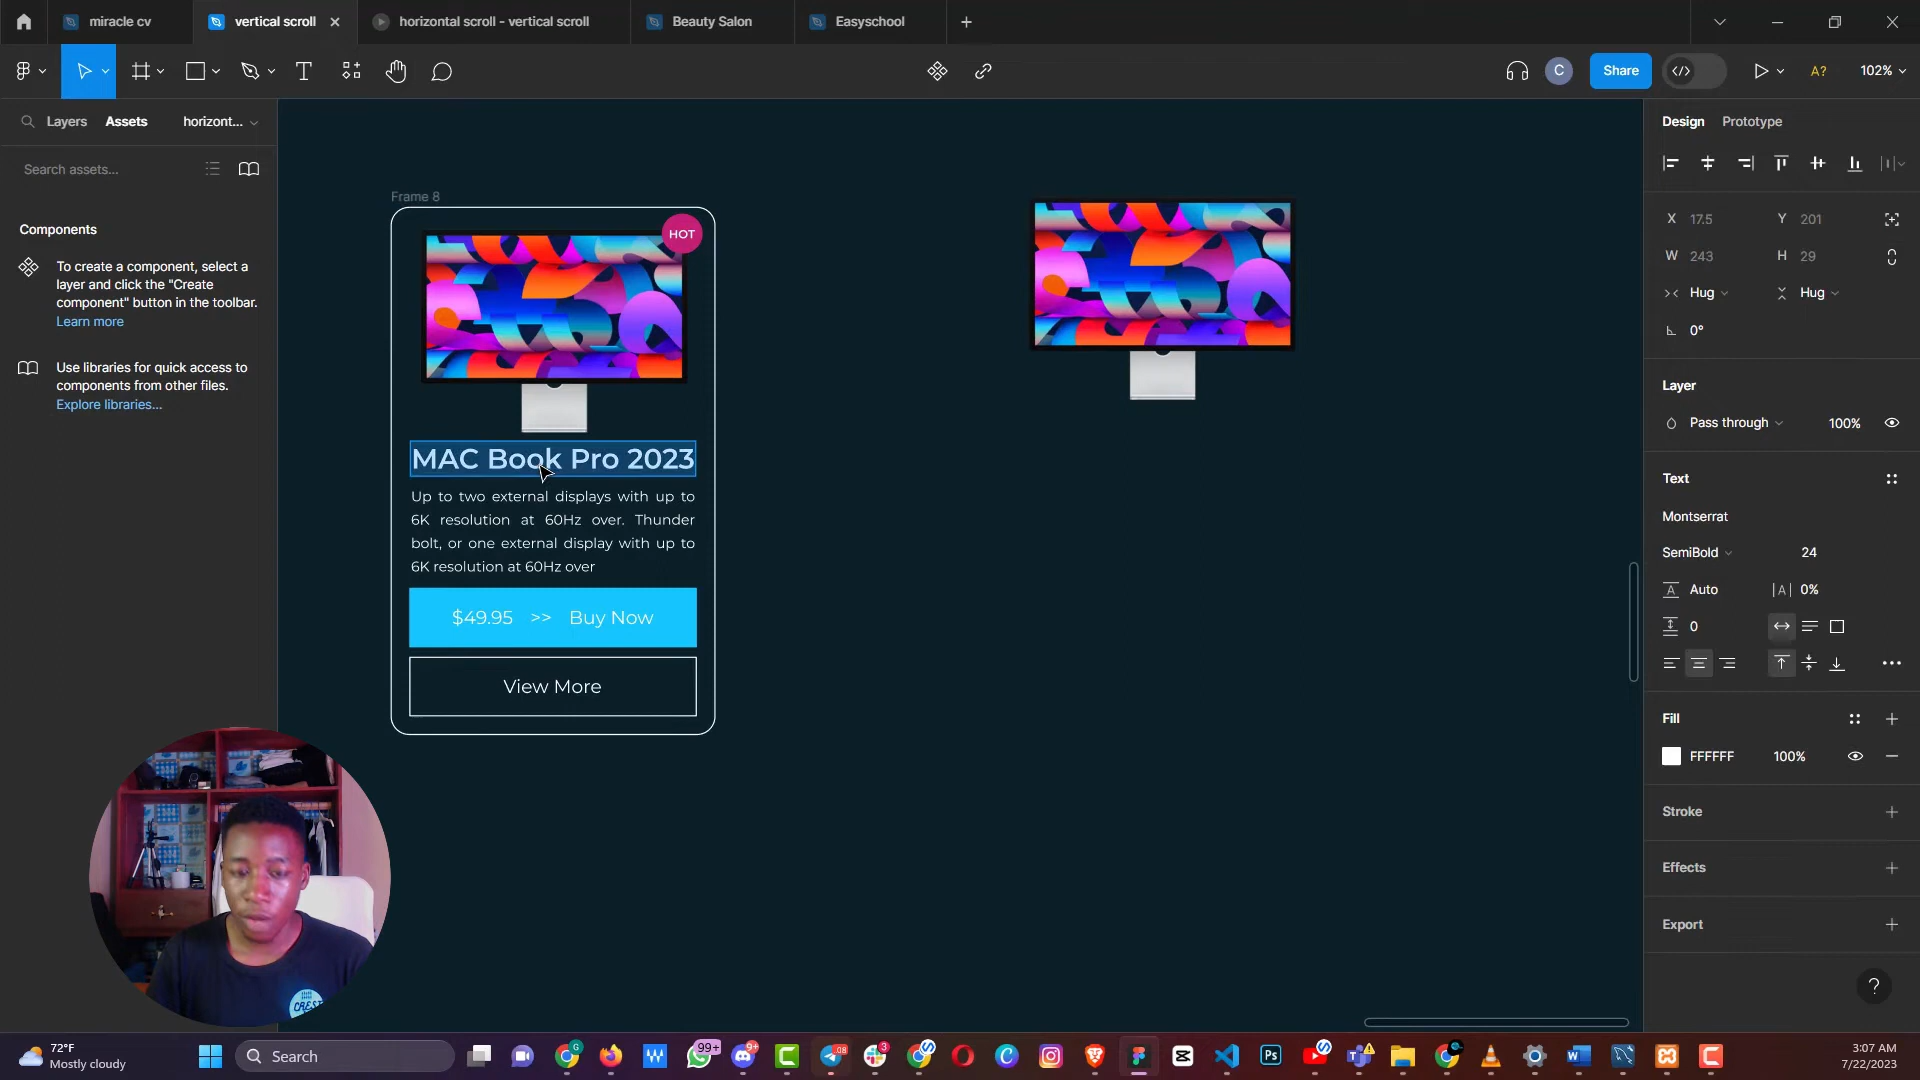 miracle cv
vertical scroll
horizontal scroll - vertical scroll
Beauty Salon
Easyschool
C
Share
A?
102%
Layers
Assets
horizont...
Search assets...
Components
To create a component, select a
layer and click the "Create
component" button in the toolbar.
Learn more
Use libraries for quick access to
components from other files.
Explore libraries...
Frame 8
HOT
MAC Book Pro 2023
Up to two external displays with up to
6K resolution at 60Hz over. Thunder
bolt, or one external display with up to
6K resolution at 60Hz over
$49.95 >> Buy Now
View More
Design
Prototype
X 17.5
Y 201
W 243
H 29
Hug
Hug
0°
Layer
Pass through
100%
Text
Montserrat
SemiBold
24
Auto
|A| 0%
0
Fill
FFFFFF
100%
Stroke
Effects
Export
?
CREST
72°F
Mostly cloudy
Search
99+
9+
3
3:07 AM
7/22/2023